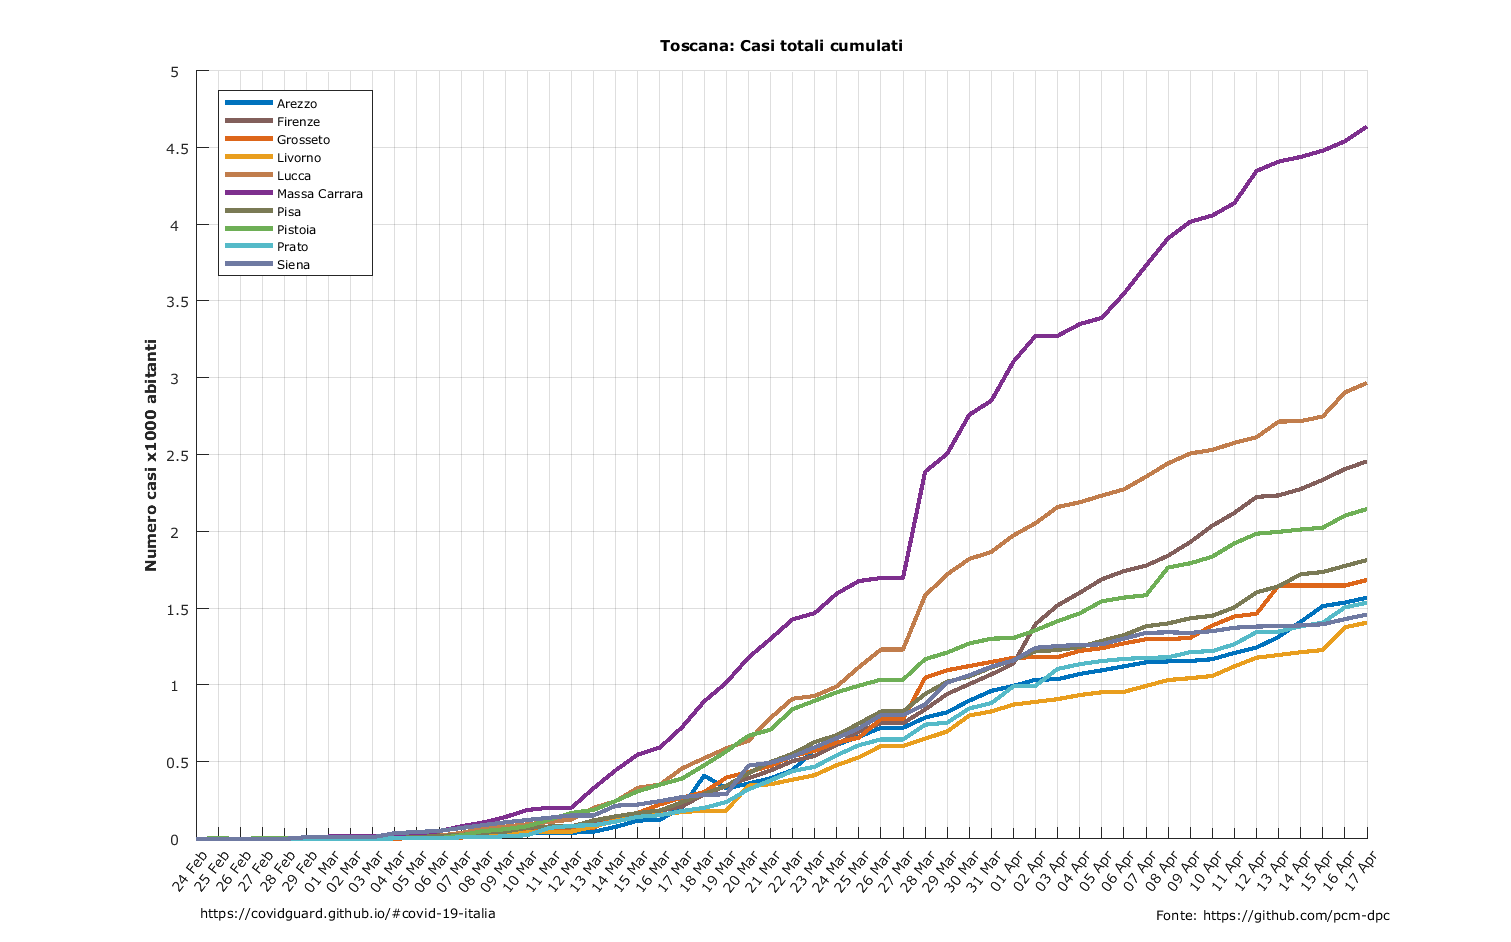 Toscana: Casi totali cumulati
5
4.5
4
3.5
3
2.5
2
1.5
1
0.5
0
Numero casi x1000 abitanti
Arezzo
Firenze
Grosseto
Livorno
Lucca
Massa Carrara
Pisa
Pistoia
Prato
Siena
24 Feb
25 Feb
26 Feb
27 Feb
28 Feb
29 Feb
01 Mar
02 Mar
03 Mar
04 Mar
05 Mar
06 Mar
07 Mar
08 Mar
09 Mar
10 Mar
11 Mar
12 Mar
13 Mar
14 Mar
15 Mar
16 Mar
17 Mar
18 Mar
19 Mar
20 Mar
21 Mar
22 Mar
23 Mar
24 Mar
25 Mar
26 Mar
27 Mar
28 Mar
29 Mar
30 Mar
31 Mar
01 Apr
02 Apr
03 Apr
04 Apr
05 Apr
06 Apr
07 Apr
08 Apr
09 Apr
10 Apr
11 Apr
12 Apr
13 Apr
14 Apr
15 Apr
16 Apr
17 Apr
https://covidguard.github.io/#covid-19-italia
Fonte: https://github.com/pcm-dpc